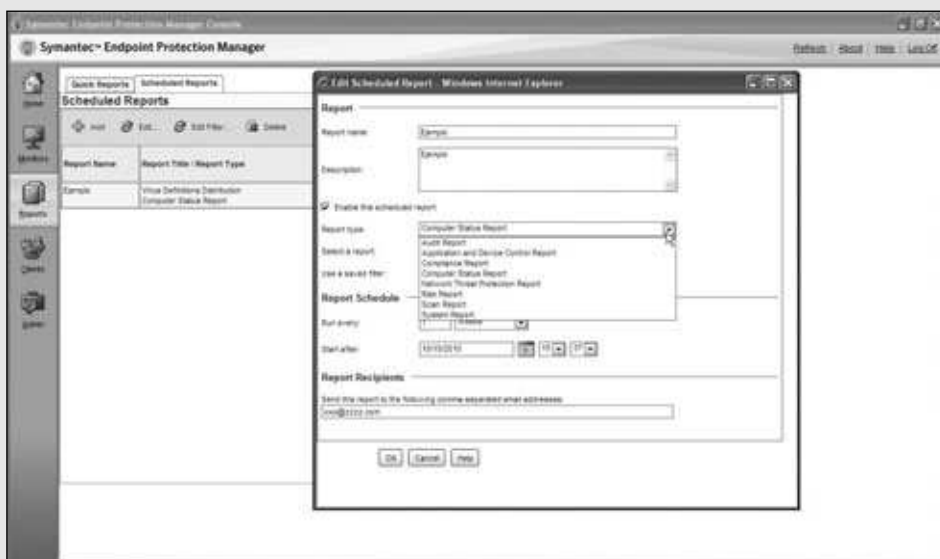 Symantec Endpoint Protection Manager Console
Symantec™ Endpoint Protection Manager
Refresh | About | Help | Log Off
Home
Monitors
Reports
Clients
Admin
Quick Reports Scheduled Reports
Scheduled Reports
Add Edit... Edit Filter... Delete
Report Name Report Title / Report Type
Example Virus Definitions Distribution
Computer Status Report
Edit Scheduled Report - Windows Internet Explorer
Report
Report name: Example
Description: Example
Enable this scheduled report
Report type: Computer Status Report
Audit Report
Application and Device Control Report
Compliance Report
Computer Status Report
Network Threat Protection Report
Risk Report
Scan Report
System Report
Select a report:
Use a saved filter:
Report Schedule
Run every: 1
Start after: 10/15/2010
Report Recipients
Send this report to the following comma separated email addresses:
OK Cancel Help